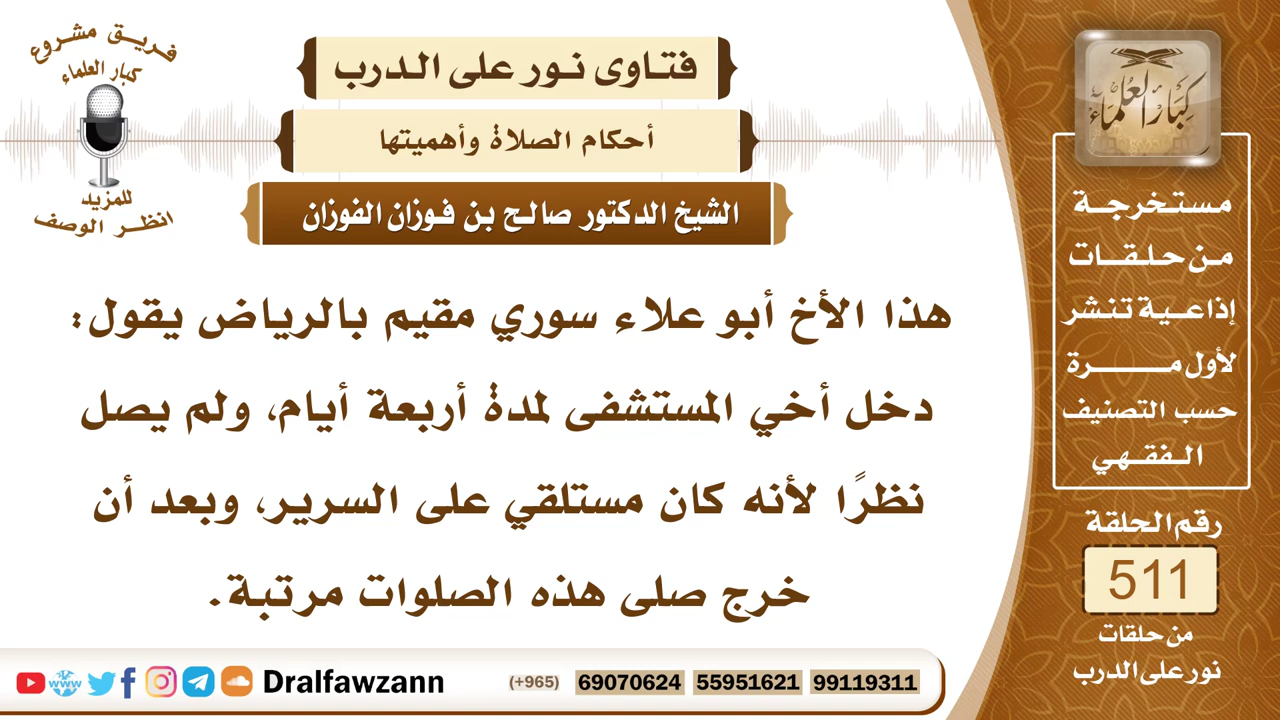 فريق مشروع
كبار العلماء
للمزيد
انظر الوصف
فتاوى نور على الدرب
أحكام الصلاة وأهميتها
الشيخ الدكتور صالح بن فوزان الفوزان
هذا الأخ أبو علاء سوري مقيم بالرياض يقول:
دخل أخي المستشفى لمدة أربعة أيام، ولم يصل
نظرًا لأنه كان مستلقي على السرير، وبعد أن
خرج صلى هذه الصلوات مرتبة.
كبار العلماء
مستخرجة
من حلقات
إذاعية تنشر
لأول مرة
حسب التصنيف
الفقهي
رقم الحلقة
511
من حلقات
نور على الدرب
www
Dralfawzann
(+965) 69070624 55951621 99119311